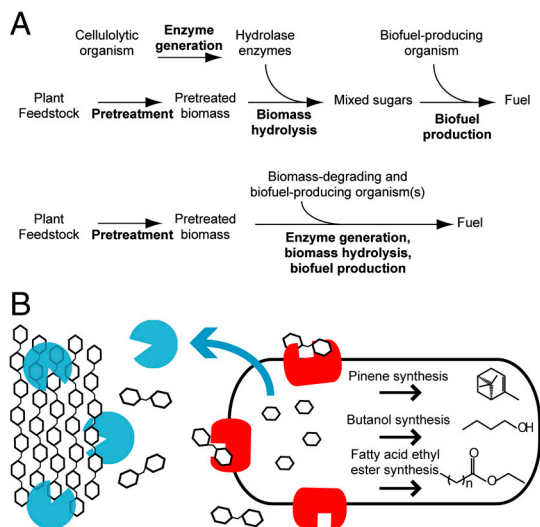 A
Cellulolytic
organism
Enzyme
generation
Hydrolase
enzymes
Biofuel-producing
organism
Plant
Feedstock
Pretreatment
Pretreated
biomass
Biomass
hydrolysis
Mixed sugars
Biofuel
production
Fuel
Biomass-degrading and
biofuel-producing organism(s)
Plant
Feedstock
Pretreatment
Pretreated
biomass
Enzyme generation,
biomass hydrolysis,
biofuel production
Fuel
B
Pinene synthesis
Butanol synthesis
OH
Fatty acid ethyl
ester synthesis
O
n
O